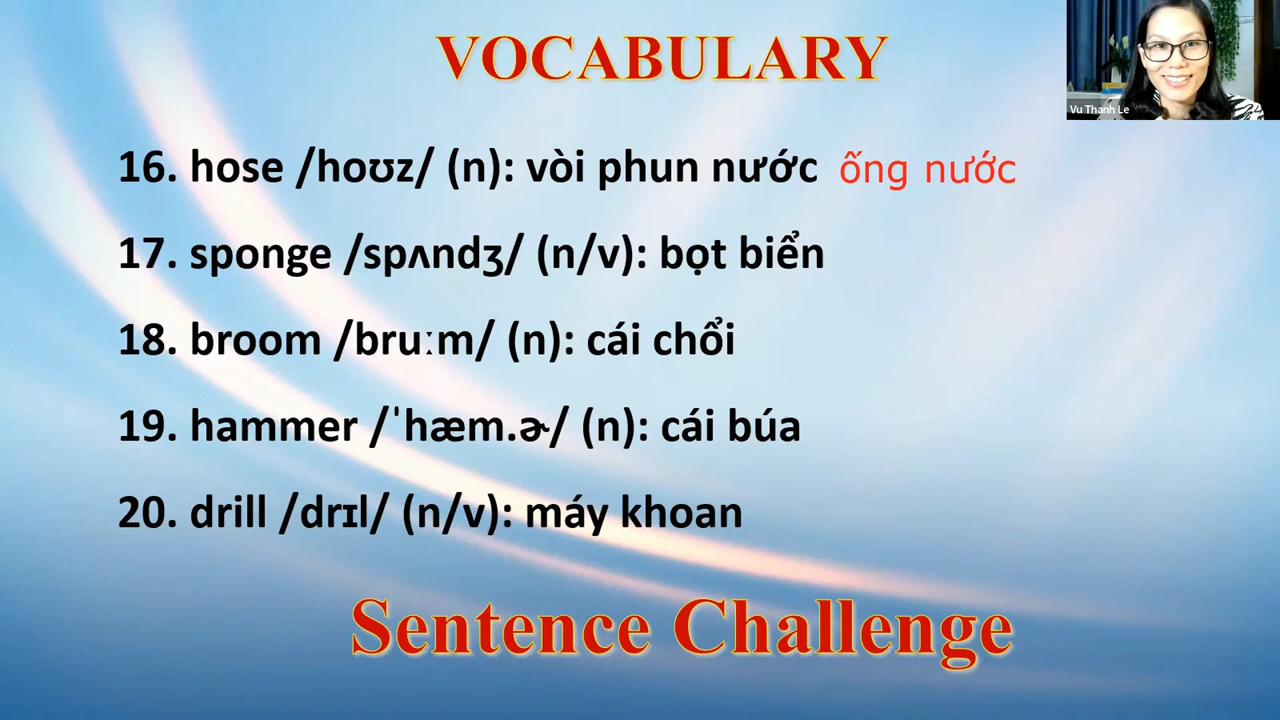 VOCABULARY
Vu Thanh Le
16. hose /hoʊz/ (n): vòi phun nước ống nước
17. sponge /spʌndʒ/ (n/v): bọt biển
18. broom /bruːm/ (n): cái chổi
19. hammer /ˈhæm.ɚ/ (n): cái búa
20. drill /drɪl/ (n/v): máy khoan
Sentence Challenge